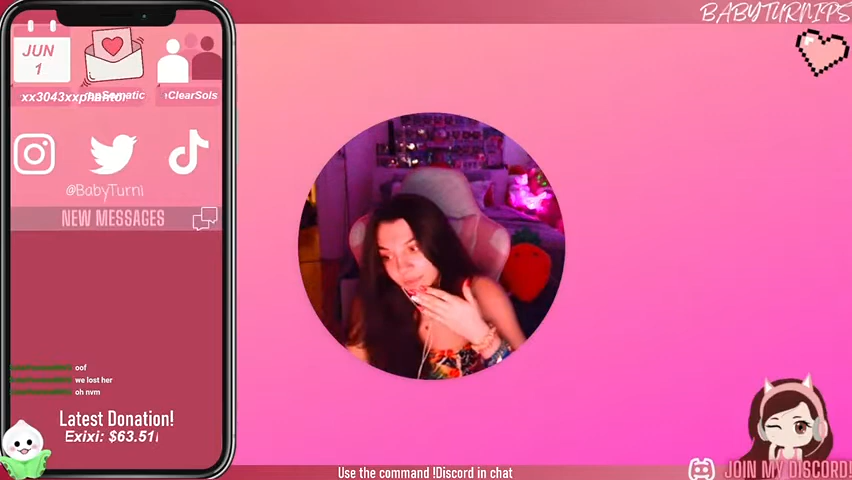 BABYTURNIPS
JUN
1
ClearSols
@BabyTurni
NEW MESSAGES
oof
we lost her
oh nvm
Latest Donation!
Exixi: $63.51
Use the command !Discord in chat
JOIN MY DISCORD!